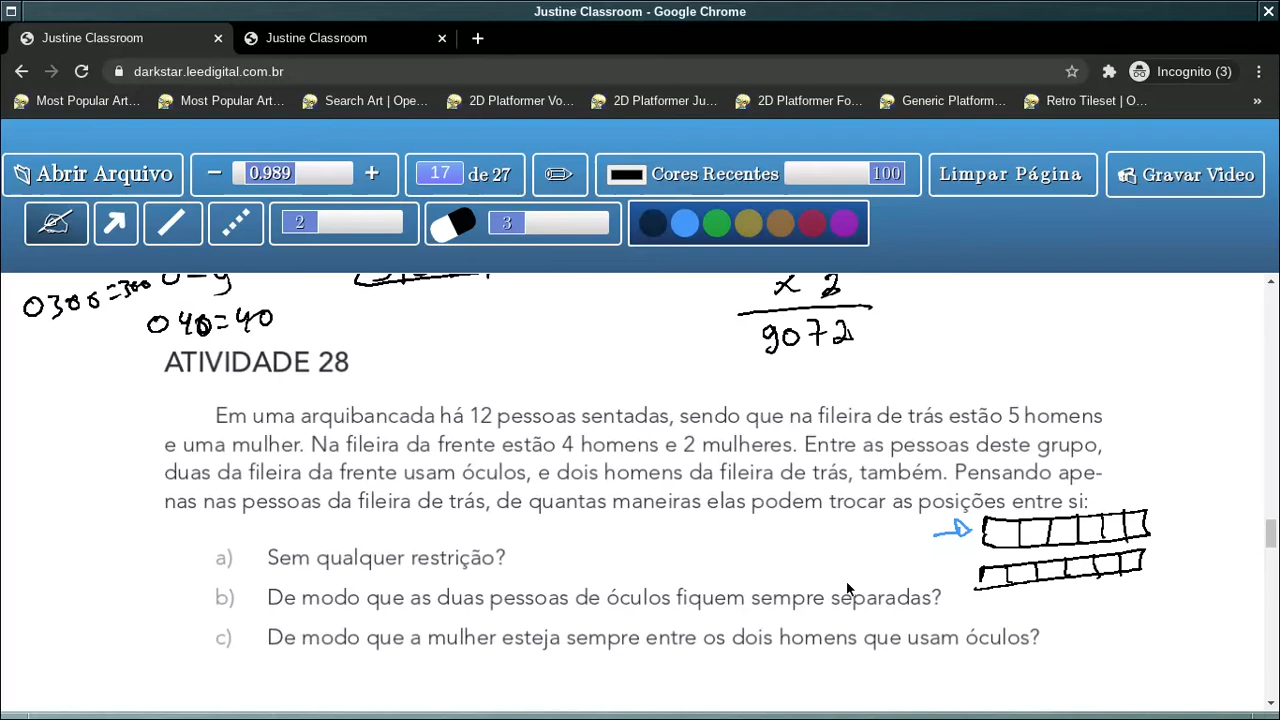 Justine Classroom - Google Chrome
Justine Classroom
Justine Classroom
darkstar.leedigital.com.br
Incognito (3)
Most Popular Art...
Most Popular Art...
Search Art | Ope...
2D Platformer Vo...
2D Platformer Ju...
2D Platformer Fo...
Generic Platform...
Retro Tileset | O...
»
Abrir Arquivo
− 0.989 +
17 de 27
Cores Recentes 100
Limpar Página
Gravar Video
2
3
0300=300
040=40
x 2
9072
ATIVIDADE 28
Em uma arquibancada há 12 pessoas sentadas, sendo que na fileira de trás estão 5 homens
e uma mulher. Na fileira da frente estão 4 homens e 2 mulheres. Entre as pessoas deste grupo,
duas da fileira da frente usam óculos, e dois homens da fileira de trás, também. Pensando ape-
nas nas pessoas da fileira de trás, de quantas maneiras elas podem trocar as posições entre si:
a) Sem qualquer restrição?
b) De modo que as duas pessoas de óculos fiquem sempre separadas?
c) De modo que a mulher esteja sempre entre os dois homens que usam óculos?